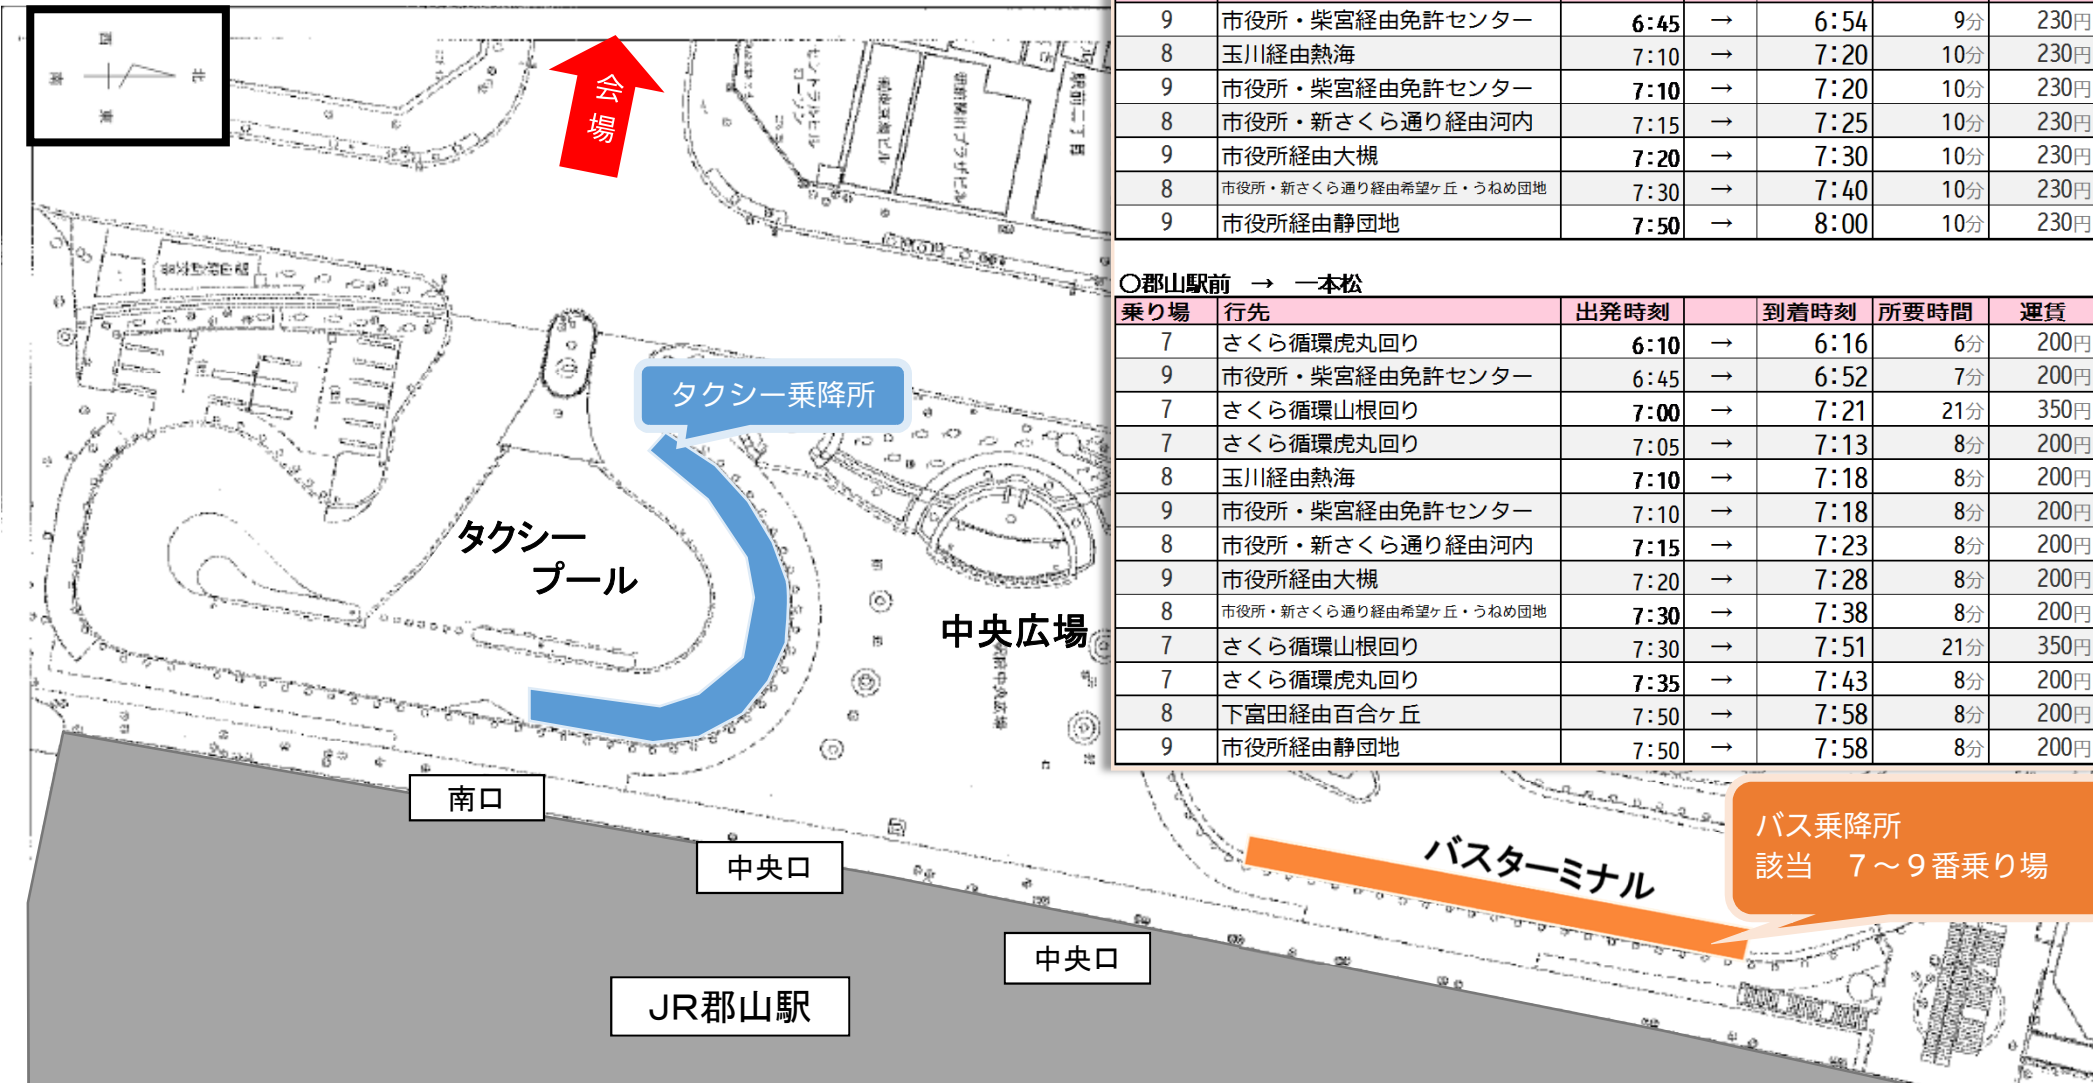 西
南
北
東
会
場
9 市役所・柴宮経由免許センター 6:45 → 6:54 9分 230円
8 玉川経由熱海 7:10 → 7:20 10分 230円
9 市役所・柴宮経由免許センター 7:10 → 7:20 10分 230円
8 市役所・新さくら通り経由河内 7:15 → 7:25 10分 230円
9 市役所経由大槻 7:20 → 7:30 10分 230円
8 市役所・新さくら通り経由希望ヶ丘・うねめ団地 7:30 → 7:40 10分 230円
9 市役所経由静団地 7:50 → 8:00 10分 230円
〇郡山駅前 → 一本松
乗り場 行先 出発時刻 到着時刻 所要時間 運賃
7 さくら循環虎丸回り 6:10 → 6:16 6分 200円
9 市役所・柴宮経由免許センター 6:45 → 6:52 7分 200円
7 さくら循環山根回り 7:00 → 7:21 21分 350円
7 さくら循環虎丸回り 7:05 → 7:13 8分 200円
8 玉川経由熱海 7:10 → 7:18 8分 200円
9 市役所・柴宮経由免許センター 7:10 → 7:18 8分 200円
8 市役所・新さくら通り経由河内 7:15 → 7:23 8分 200円
9 市役所経由大槻 7:20 → 7:28 8分 200円
8 市役所・新さくら通り経由希望ヶ丘・うねめ団地 7:30 → 7:38 8分 200円
7 さくら循環山根回り 7:30 → 7:51 21分 350円
7 さくら循環虎丸回り 7:35 → 7:43 8分 200円
8 下富田経由百合ヶ丘 7:50 → 7:58 8分 200円
9 市役所経由静団地 7:50 → 7:58 8分 200円
駅前二丁目
タクシー乗降所
タクシー
プール
中央広場
駅前中央広場
南口
中央口
中央口
JR郡山駅
バスターミナル
バス乗降所
該当 7～9番乗り場